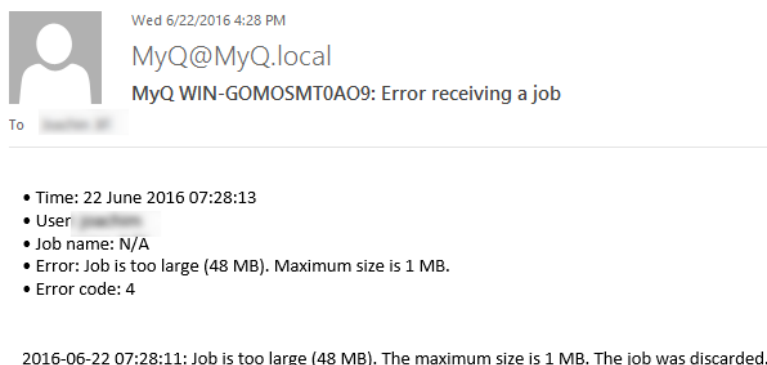 Wed 6/22/2016 4:28 PM
MyQ@MyQ.local
MyQ WIN-GOMOSMT0AO9: Error receiving a job
To
• Time: 22 June 2016 07:28:13
• User
• Job name: N/A
• Error: Job is too large (48 MB). Maximum size is 1 MB.
• Error code: 4
2016-06-22 07:28:11: Job is too large (48 MB). The maximum size is 1 MB. The job was discarded.